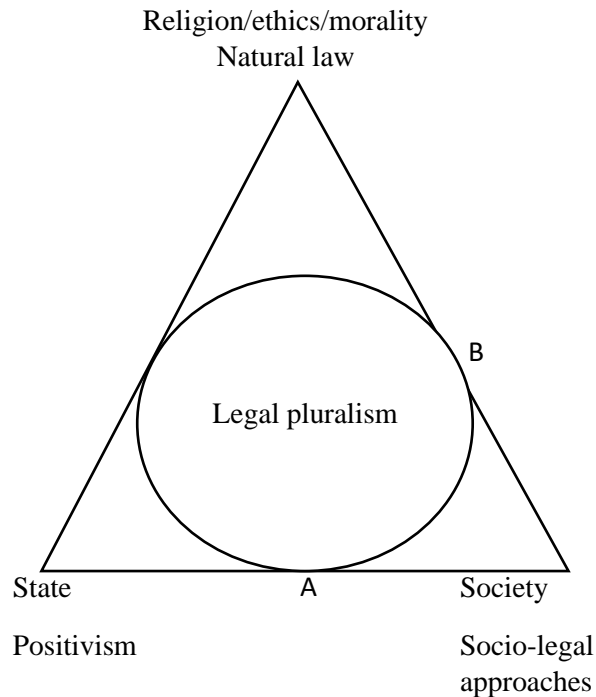 Religion/ethics/morality
Natural law
B
Legal pluralism
State
A
Society
Positivism
Socio-legal
approaches